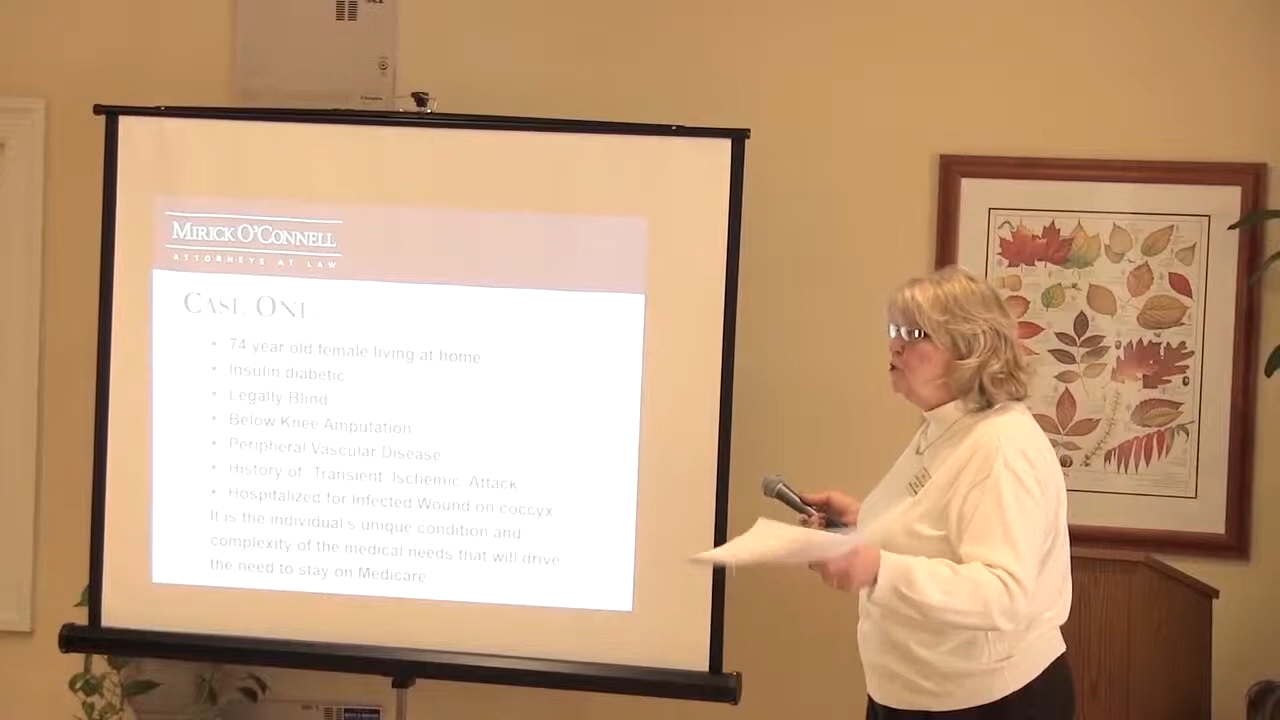 MIRICK O'CONNELL
ATTORNEYS AT LAW
CASE ONE
• 74 year old female living at home
• Insulin diabetic
• Legally Blind
• Below Knee Amputation
• Peripheral Vascular Disease
• History of Transient Ischemic Attack
• Hospitalized for Infected Wound on coccyx
It is the individual's unique condition and
complexity of the medical needs that will drive
the need to stay on Medicare